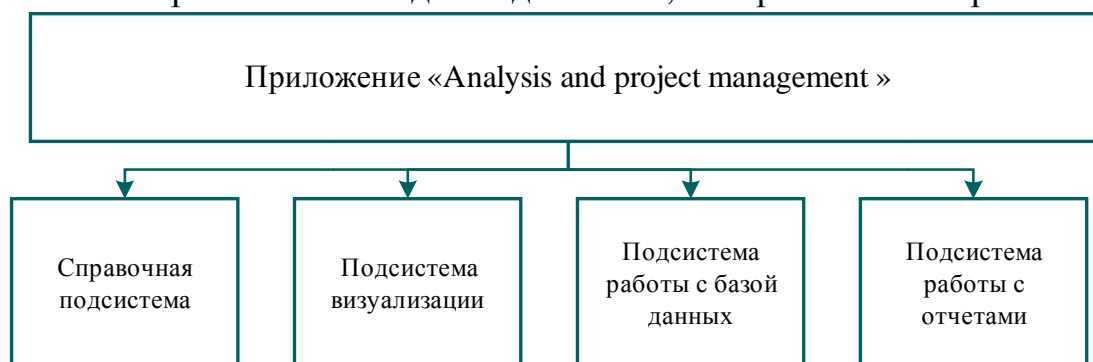 Приложение «Analysis and project management »
Справочная
подсистема
Подсистема
визуализации
Подсистема
работы с базой
данных
Подсистема
работы с
отчетами